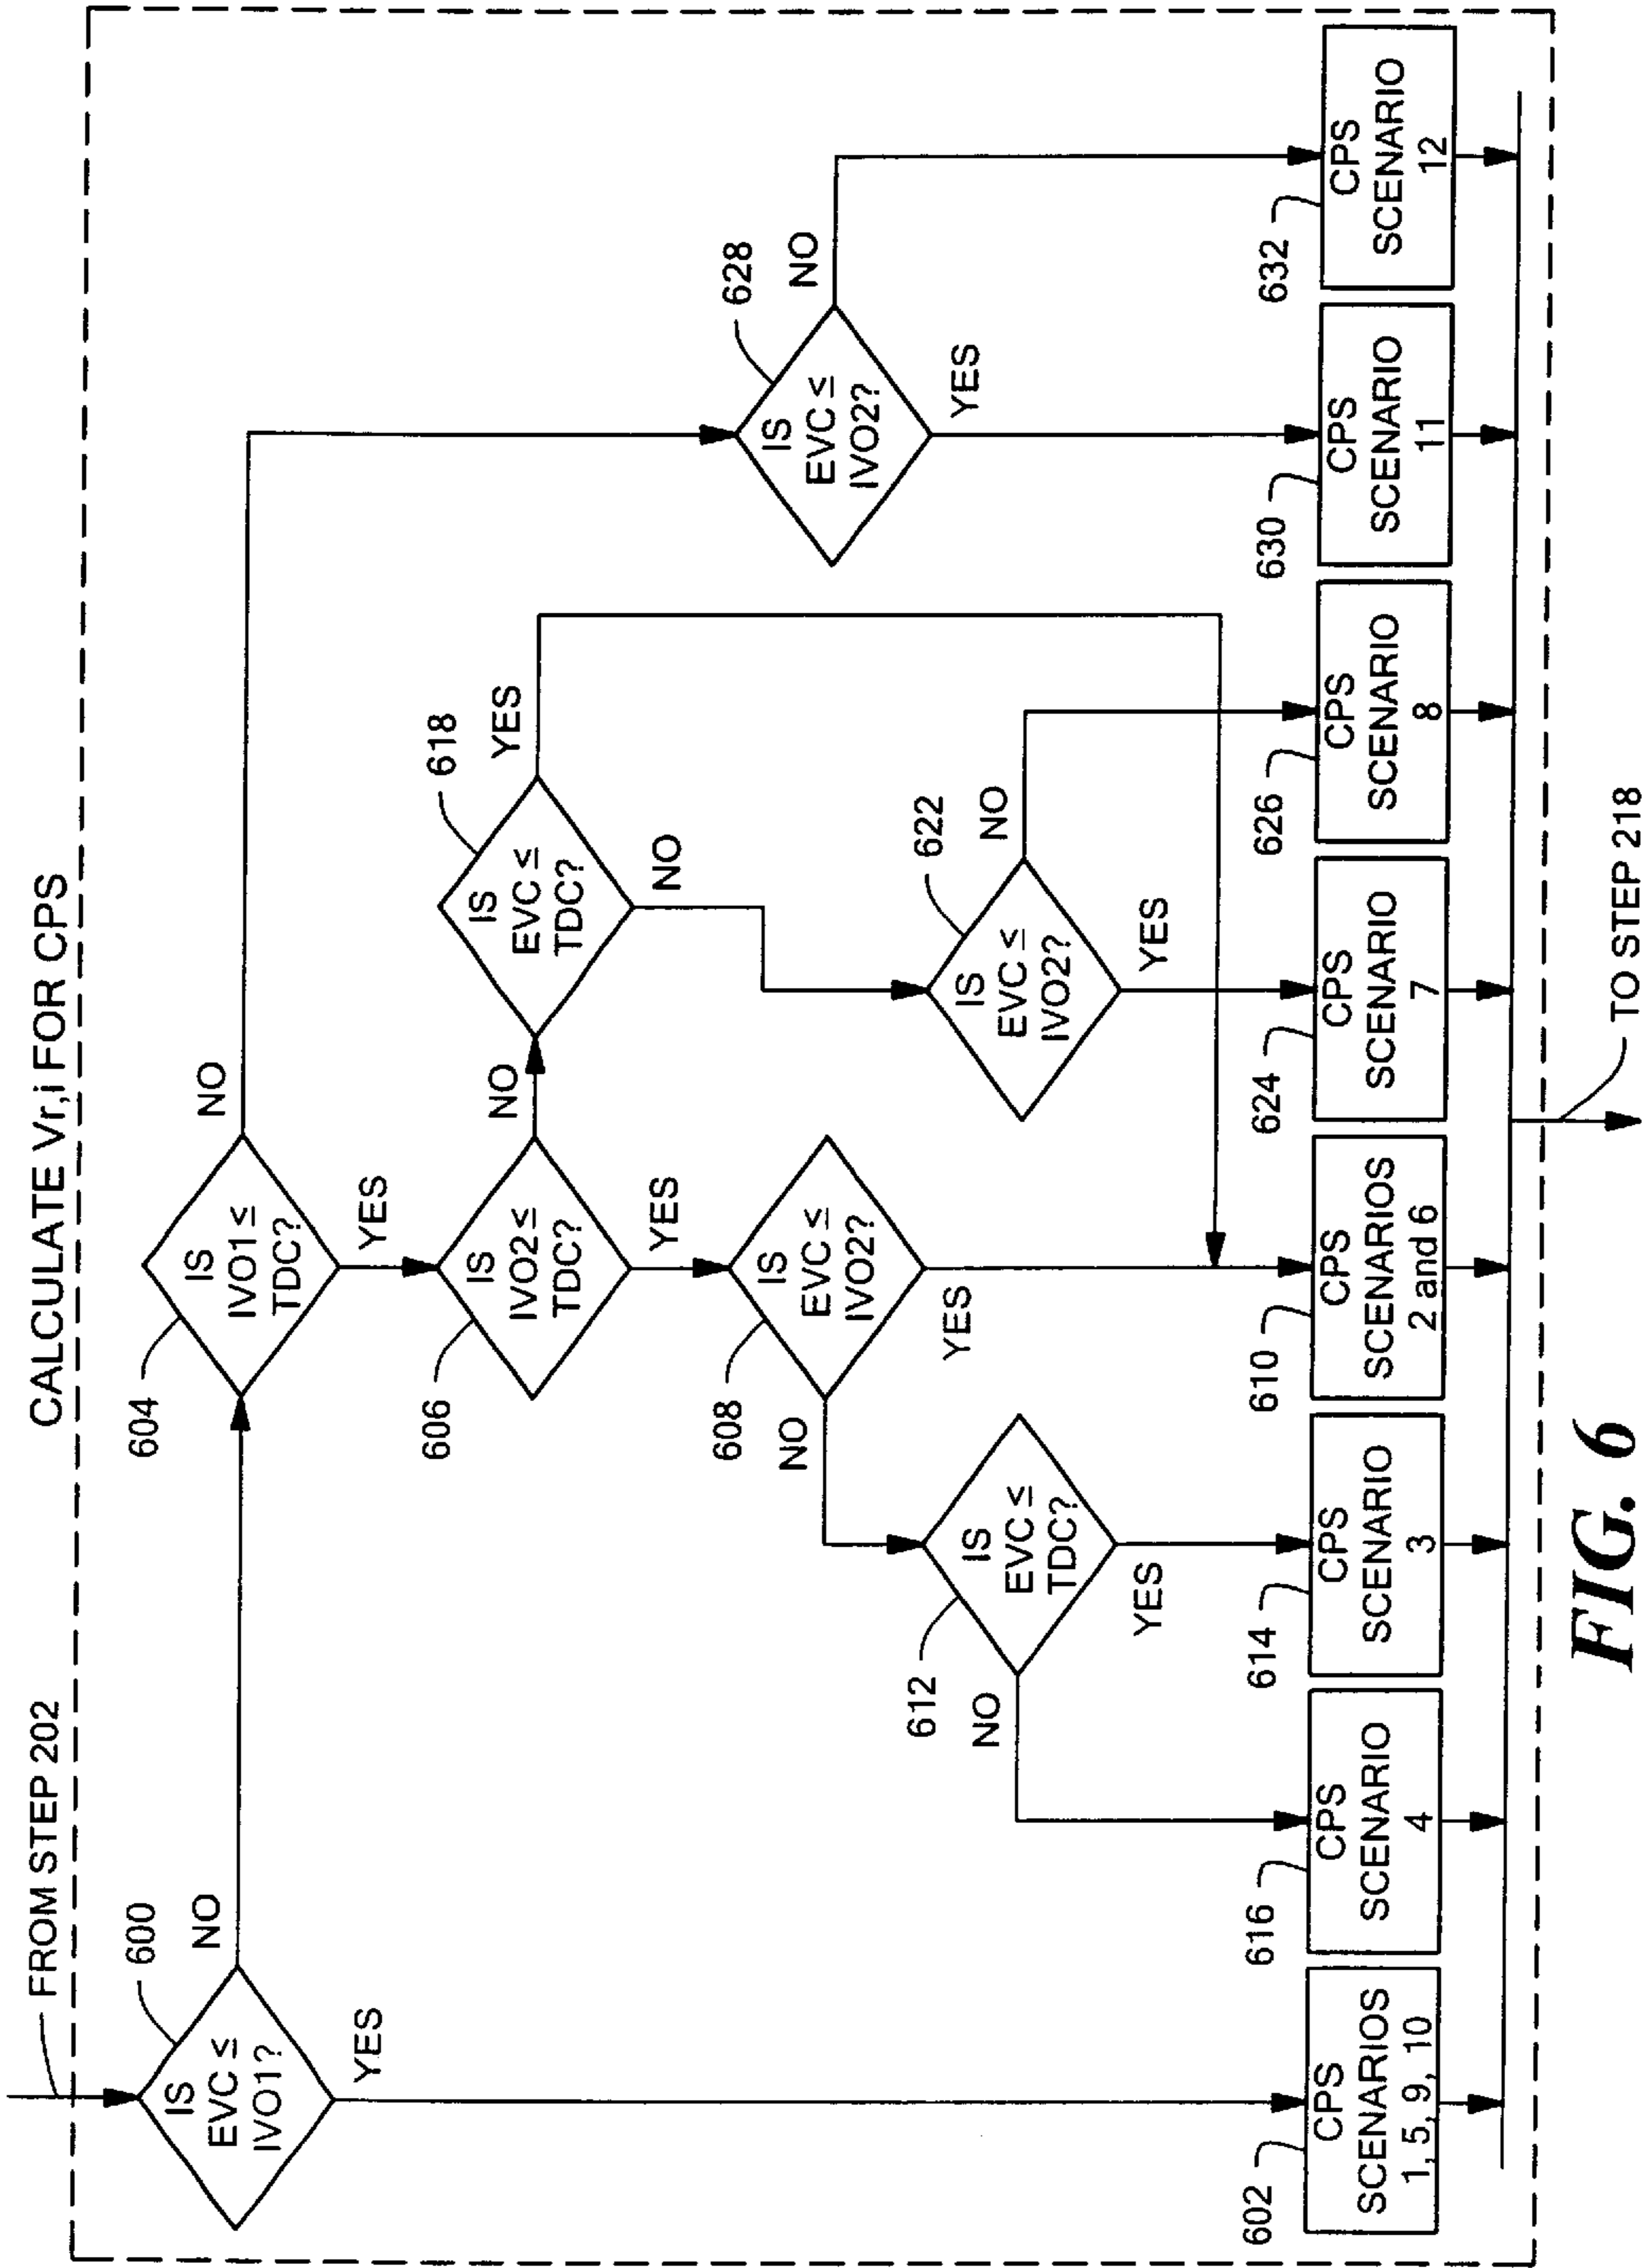 CALCULATE Vr,i FOR CPS
FROM STEP 202
600
IS
EVC ≤
IVO1?
NO
YES
604
IS
IVO1 ≤
TDC?
NO
YES
606
IS
IVO2 ≤
TDC?
NO
YES
618
IS
EVC ≤
TDC?
YES
NO
608
IS
EVC ≤
IVO2?
NO
YES
628
IS
EVC ≤
IVO2?
NO
YES
612
IS
EVC ≤
TDC?
NO
YES
622
IS
EVC ≤
IVO2?
NO
YES
602
CPS
SCENARIOS
1, 5, 9, 10
616
CPS
SCENARIO
4
614
CPS
SCENARIO
3
610
CPS
SCENARIOS
2 and 6
624
CPS
SCENARIO
7
626
CPS
SCENARIO
8
630
CPS
SCENARIO
11
632
CPS
SCENARIO
12
TO STEP 218
FIG. 6